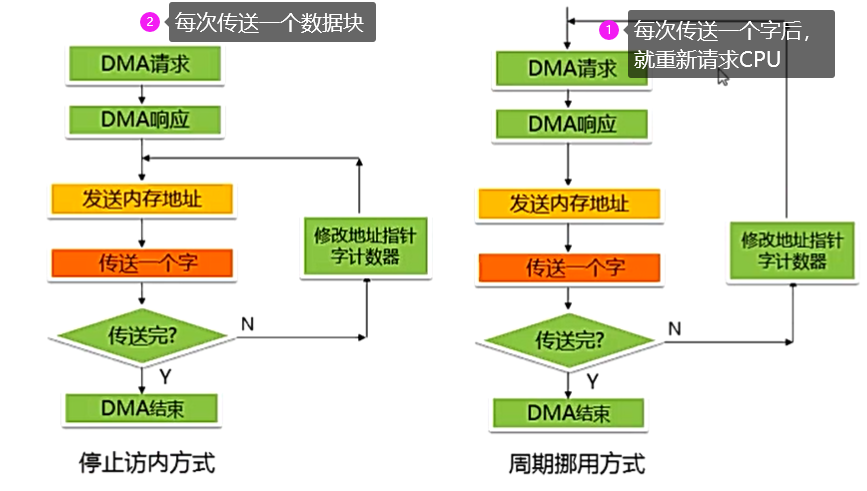 2 每次传送一个数据块
DMA请求
DMA响应
发送内存地址
传送一个字
修改地址指针
字计数器
传送完?
N
Y
DMA结束
停止访内方式
1 每次传送一个字后，
就重新请求CPU
DMA请求
DMA响应
发送内存地址
传送一个字
修改地址指针
字计数器
传送完?
N
Y
DMA结束
周期挪用方式